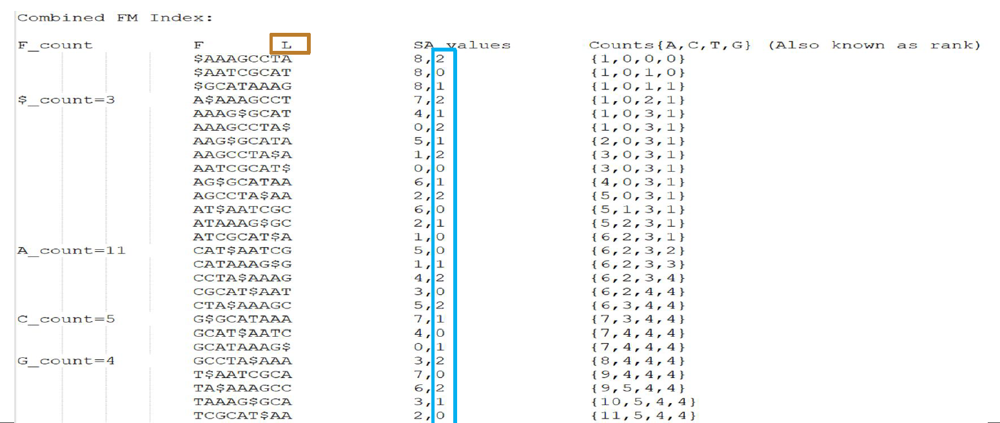 Combined FM Index:
F_count F L SA values Counts{A,C,T,G} (Also known as rank)
$AAAGCCTA 8,2 {1,0,0,0}
$AATCGCAT 8,0 {1,0,1,0}
$GCATAAAG 8,1 {1,0,1,1}
$_count=3 A$AAAGCCT 7,2 {1,0,2,1}
AAAG$GCAT 4,1 {1,0,3,1}
AAAGCCTA$ 0,2 {1,0,3,1}
AAG$GCATA 5,1 {2,0,3,1}
AAGCCTA$A 1,2 {3,0,3,1}
AATCGCAT$ 0,0 {3,0,3,1}
AG$GCATAA 6,1 {4,0,3,1}
AGCCTA$AA 2,2 {5,0,3,1}
AT$AATCGC 6,0 {5,1,3,1}
ATAAAG$GC 2,1 {5,2,3,1}
ATCGCAT$A 1,0 {6,2,3,1}
A_count=11 CAT$AATCG 5,0 {6,2,3,2}
CATAAAG$G 1,1 {6,2,3,3}
CCTA$AAAG 4,2 {6,2,3,4}
CGCAT$AAT 3,0 {6,2,4,4}
CTA$AAAGC 5,2 {6,3,4,4}
C_count=5 G$GCATAAA 7,1 {7,3,4,4}
GCAT$AATC 4,0 {7,4,4,4}
GCATAAAG$ 0,1 {7,4,4,4}
G_count=4 GCCTA$AAA 3,2 {8,4,4,4}
T$AATCGCA 7,0 {9,4,4,4}
TA$AAAGCC 6,2 {9,5,4,4}
TAAAG$GCA 3,1 {10,5,4,4}
TCGCAT$AA 2,0 {11,5,4,4}